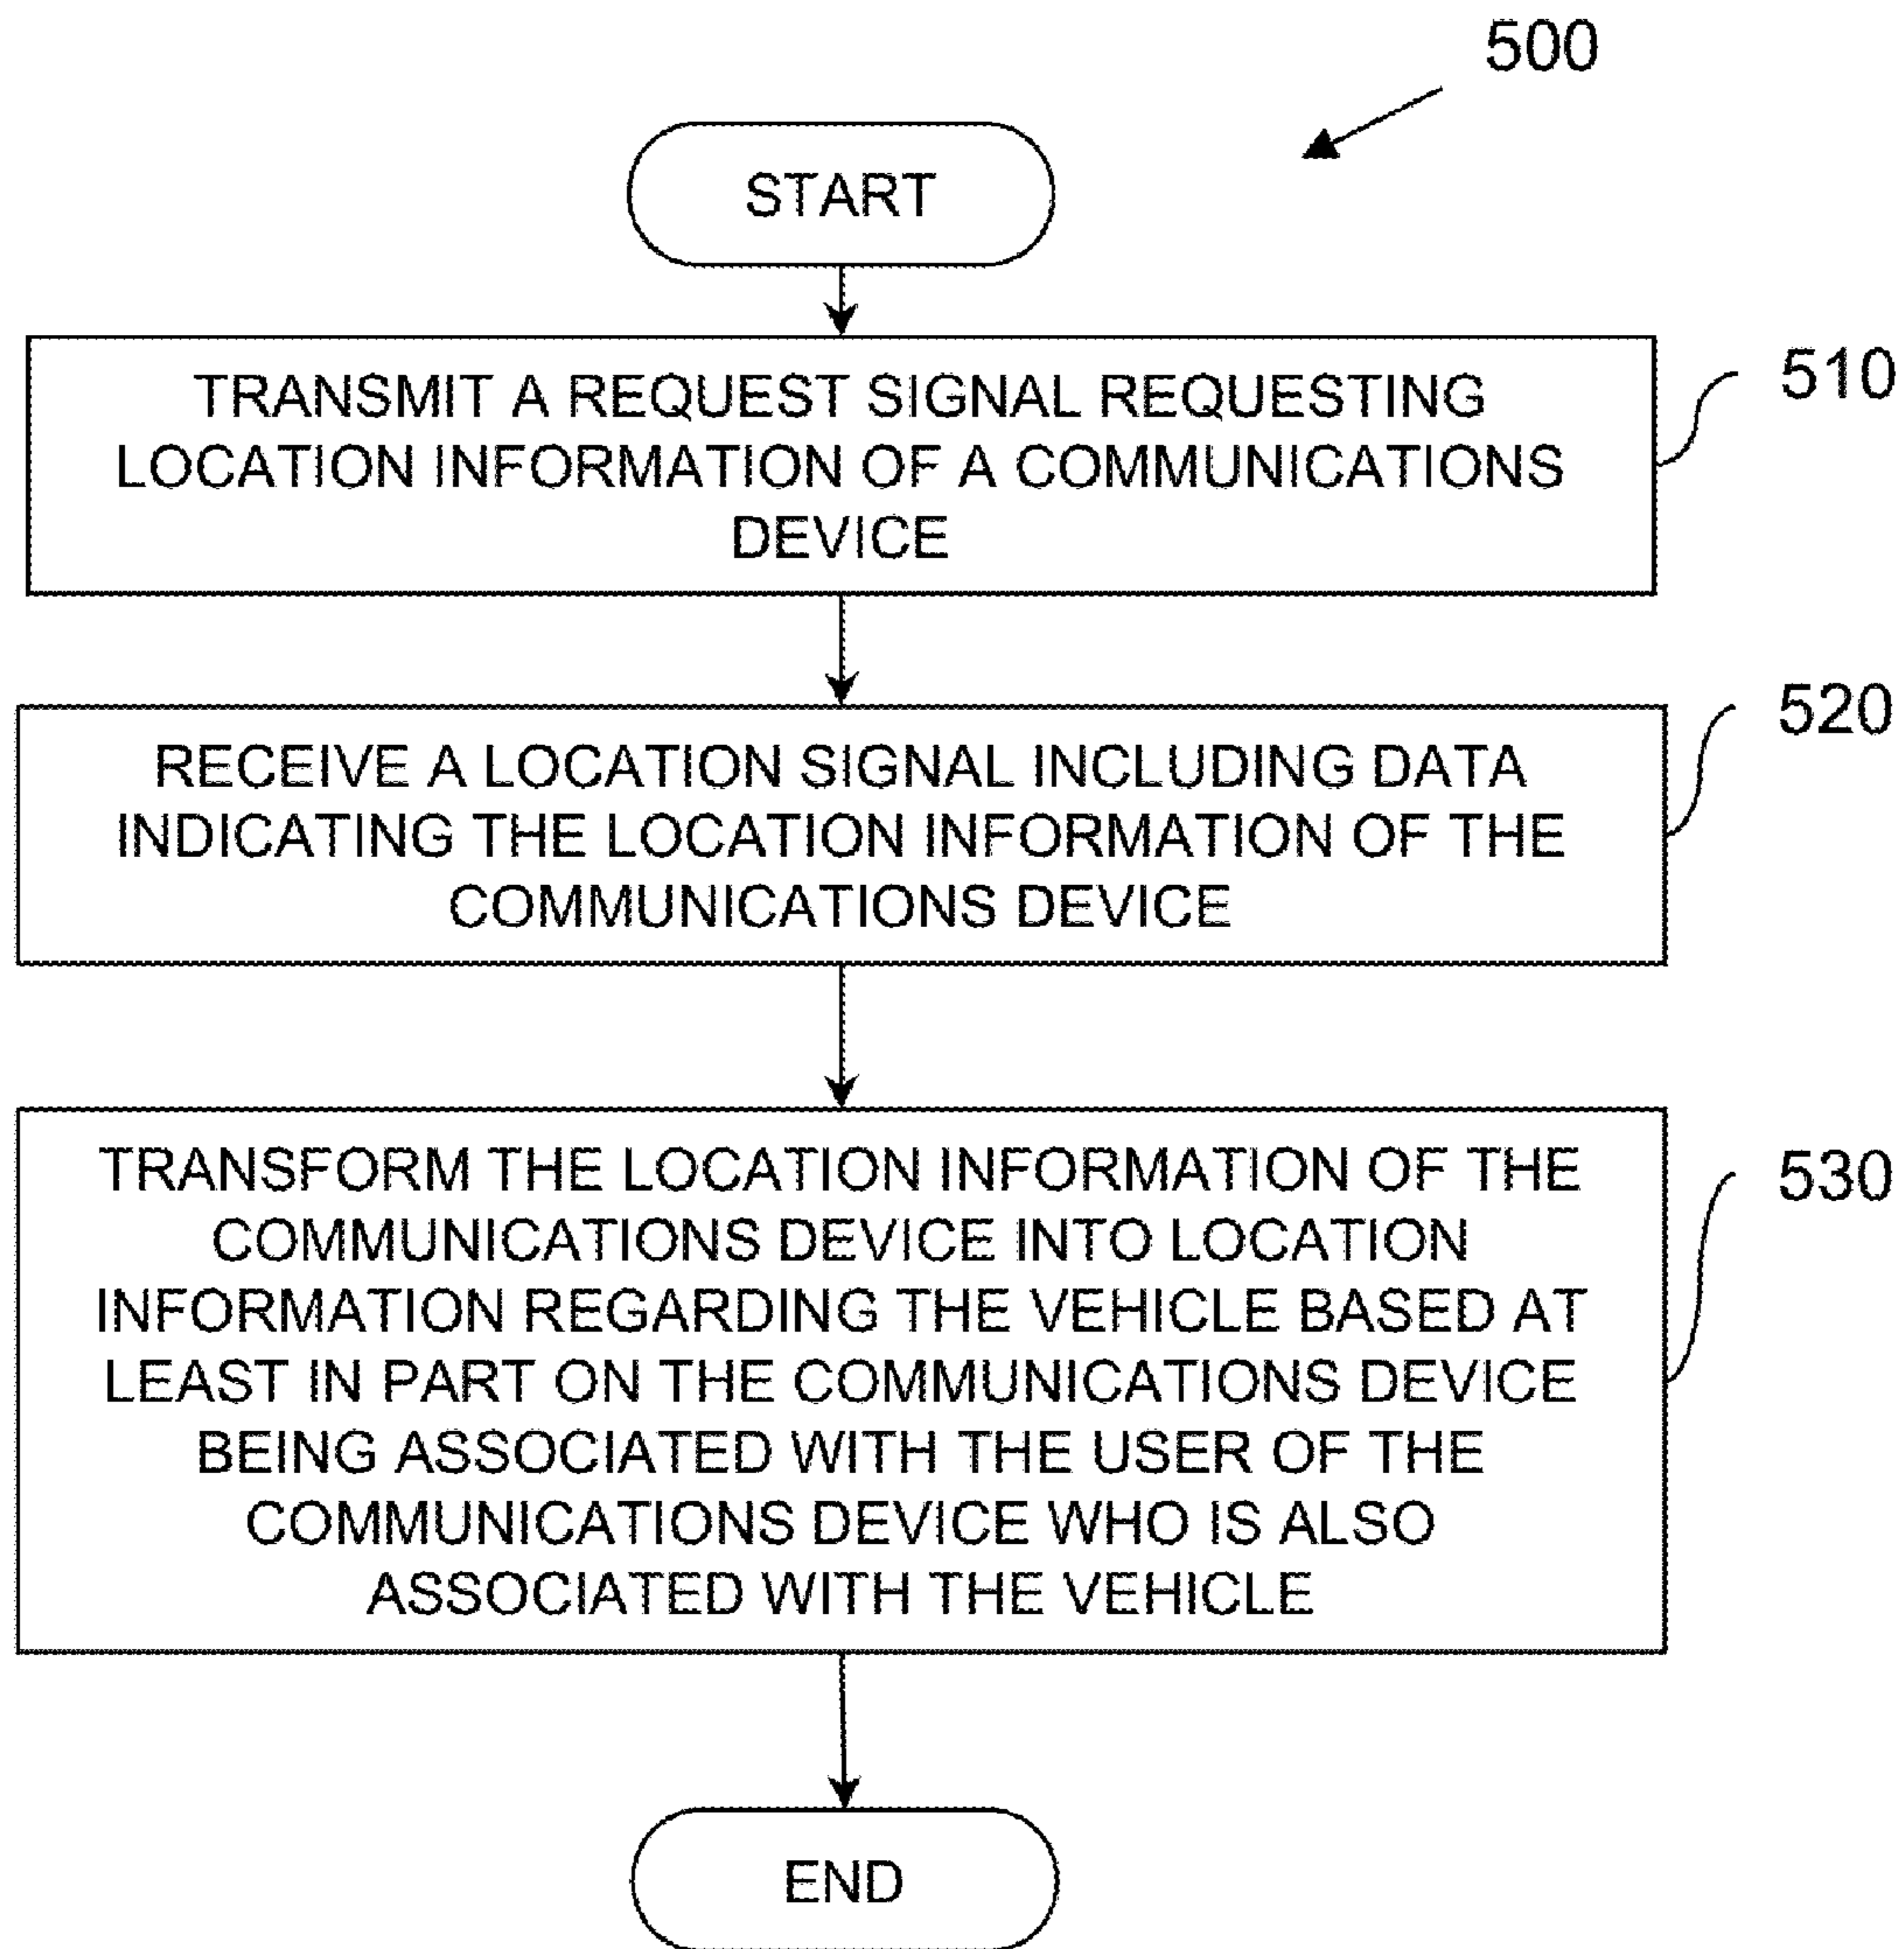 500
START
TRANSMIT A REQUEST SIGNAL REQUESTING
LOCATION INFORMATION OF A COMMUNICATIONS
DEVICE
510
RECEIVE A LOCATION SIGNAL INCLUDING DATA
INDICATING THE LOCATION INFORMATION OF THE
COMMUNICATIONS DEVICE
520
TRANSFORM THE LOCATION INFORMATION OF THE
COMMUNICATIONS DEVICE INTO LOCATION
INFORMATION REGARDING THE VEHICLE BASED AT
LEAST IN PART ON THE COMMUNICATIONS DEVICE
BEING ASSOCIATED WITH THE USER OF THE
COMMUNICATIONS DEVICE WHO IS ALSO
ASSOCIATED WITH THE VEHICLE
530
END